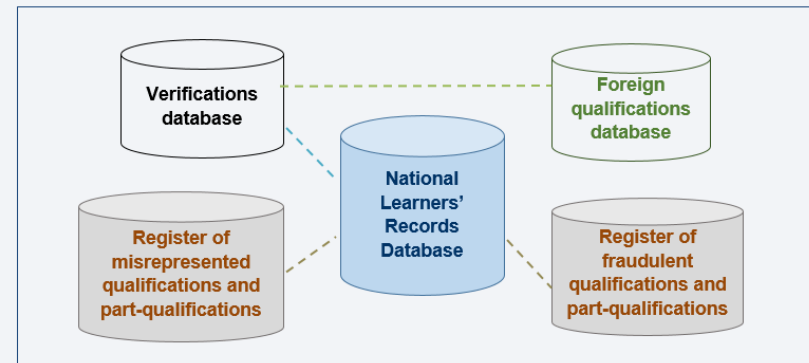 Verifications
database
Foreign
qualifications
database
National
Learners'
Records
Database
Register of
misrepresented
qualifications and
part-qualifications
Register of
fraudulent
qualifications and
part-qualifications